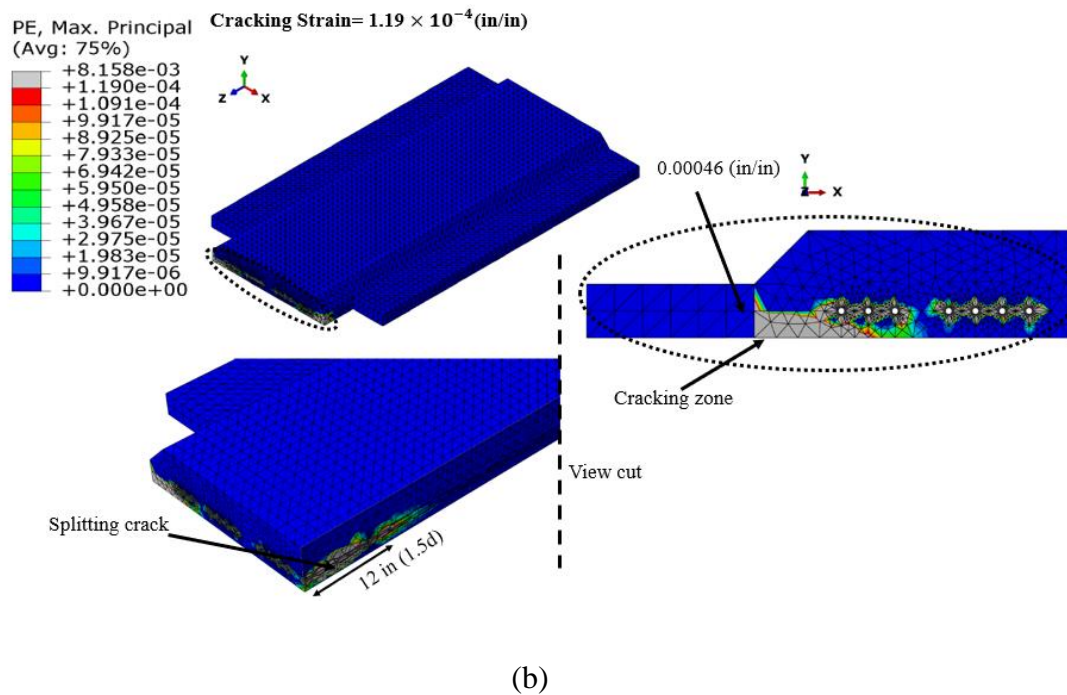 PE, Max. Principal
(Avg: 75%)
+8.158e-03
+1.190e-04
+1.091e-04
+9.917e-05
+8.925e-05
+7.933e-05
+6.942e-05
+5.950e-05
+4.958e-05
+3.967e-05
+2.975e-05
+1.983e-05
+9.917e-06
+0.000e+00
Cracking Strain= 1.19 × 10⁻⁴(in/in)
Y
Z
X
0.00046 (in/in)
Y
Z
X
Cracking zone
View cut
Splitting crack
12 in (1.5d)
(b)